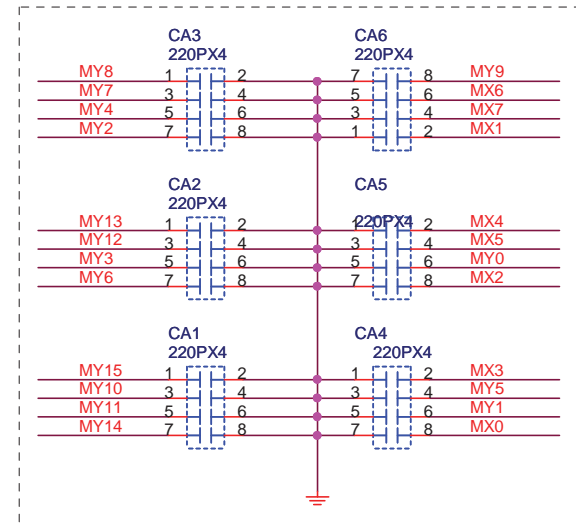 CA3 CA6
220PX4 220PX4
MY8 1 2 7 8 MY9
MY7 3 4 5 6 MX6
MY4 5 6 3 4 MX7
MY2 7 8 1 2 MX1
CA2 CA5
220PX4 220PX4
MY13 1 2 1 2 MX4
MY12 3 4 3 4 MX5
MY3 5 6 5 6 MY0
MY6 7 8 7 8 MX2
CA1 CA4
220PX4 220PX4
MY15 1 2 1 2 MX3
MY10 3 4 3 4 MY5
MY11 5 6 5 6 MY1
MY14 7 8 7 8 MX0